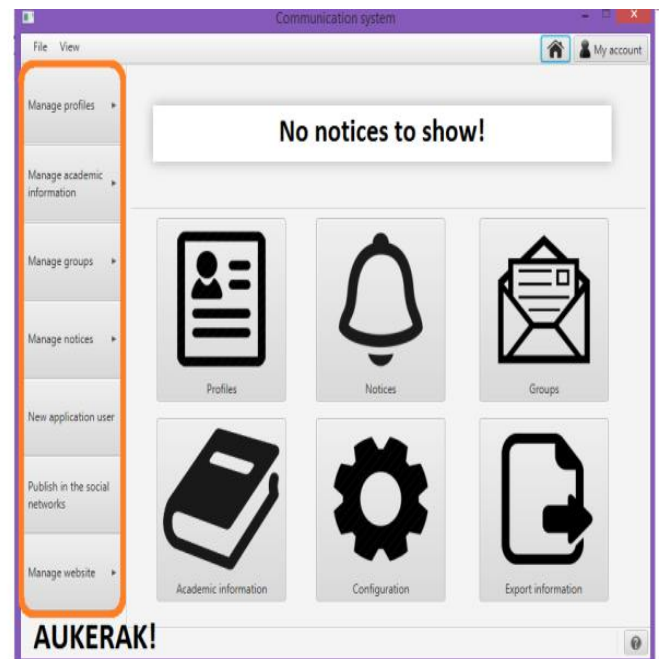 Communication system
File View
My account
Manage profiles
Manage academic
information
Manage groups
Manage notices
New application user
Publish in the social
networks
Manage website
No notices to show!
Profiles
Notices
Groups
Academic information
Configuration
Export information
AUKERAK!
?